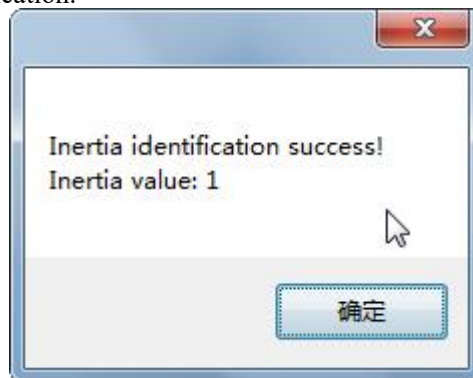 Inertia identification success!
Inertia value: 1
确定